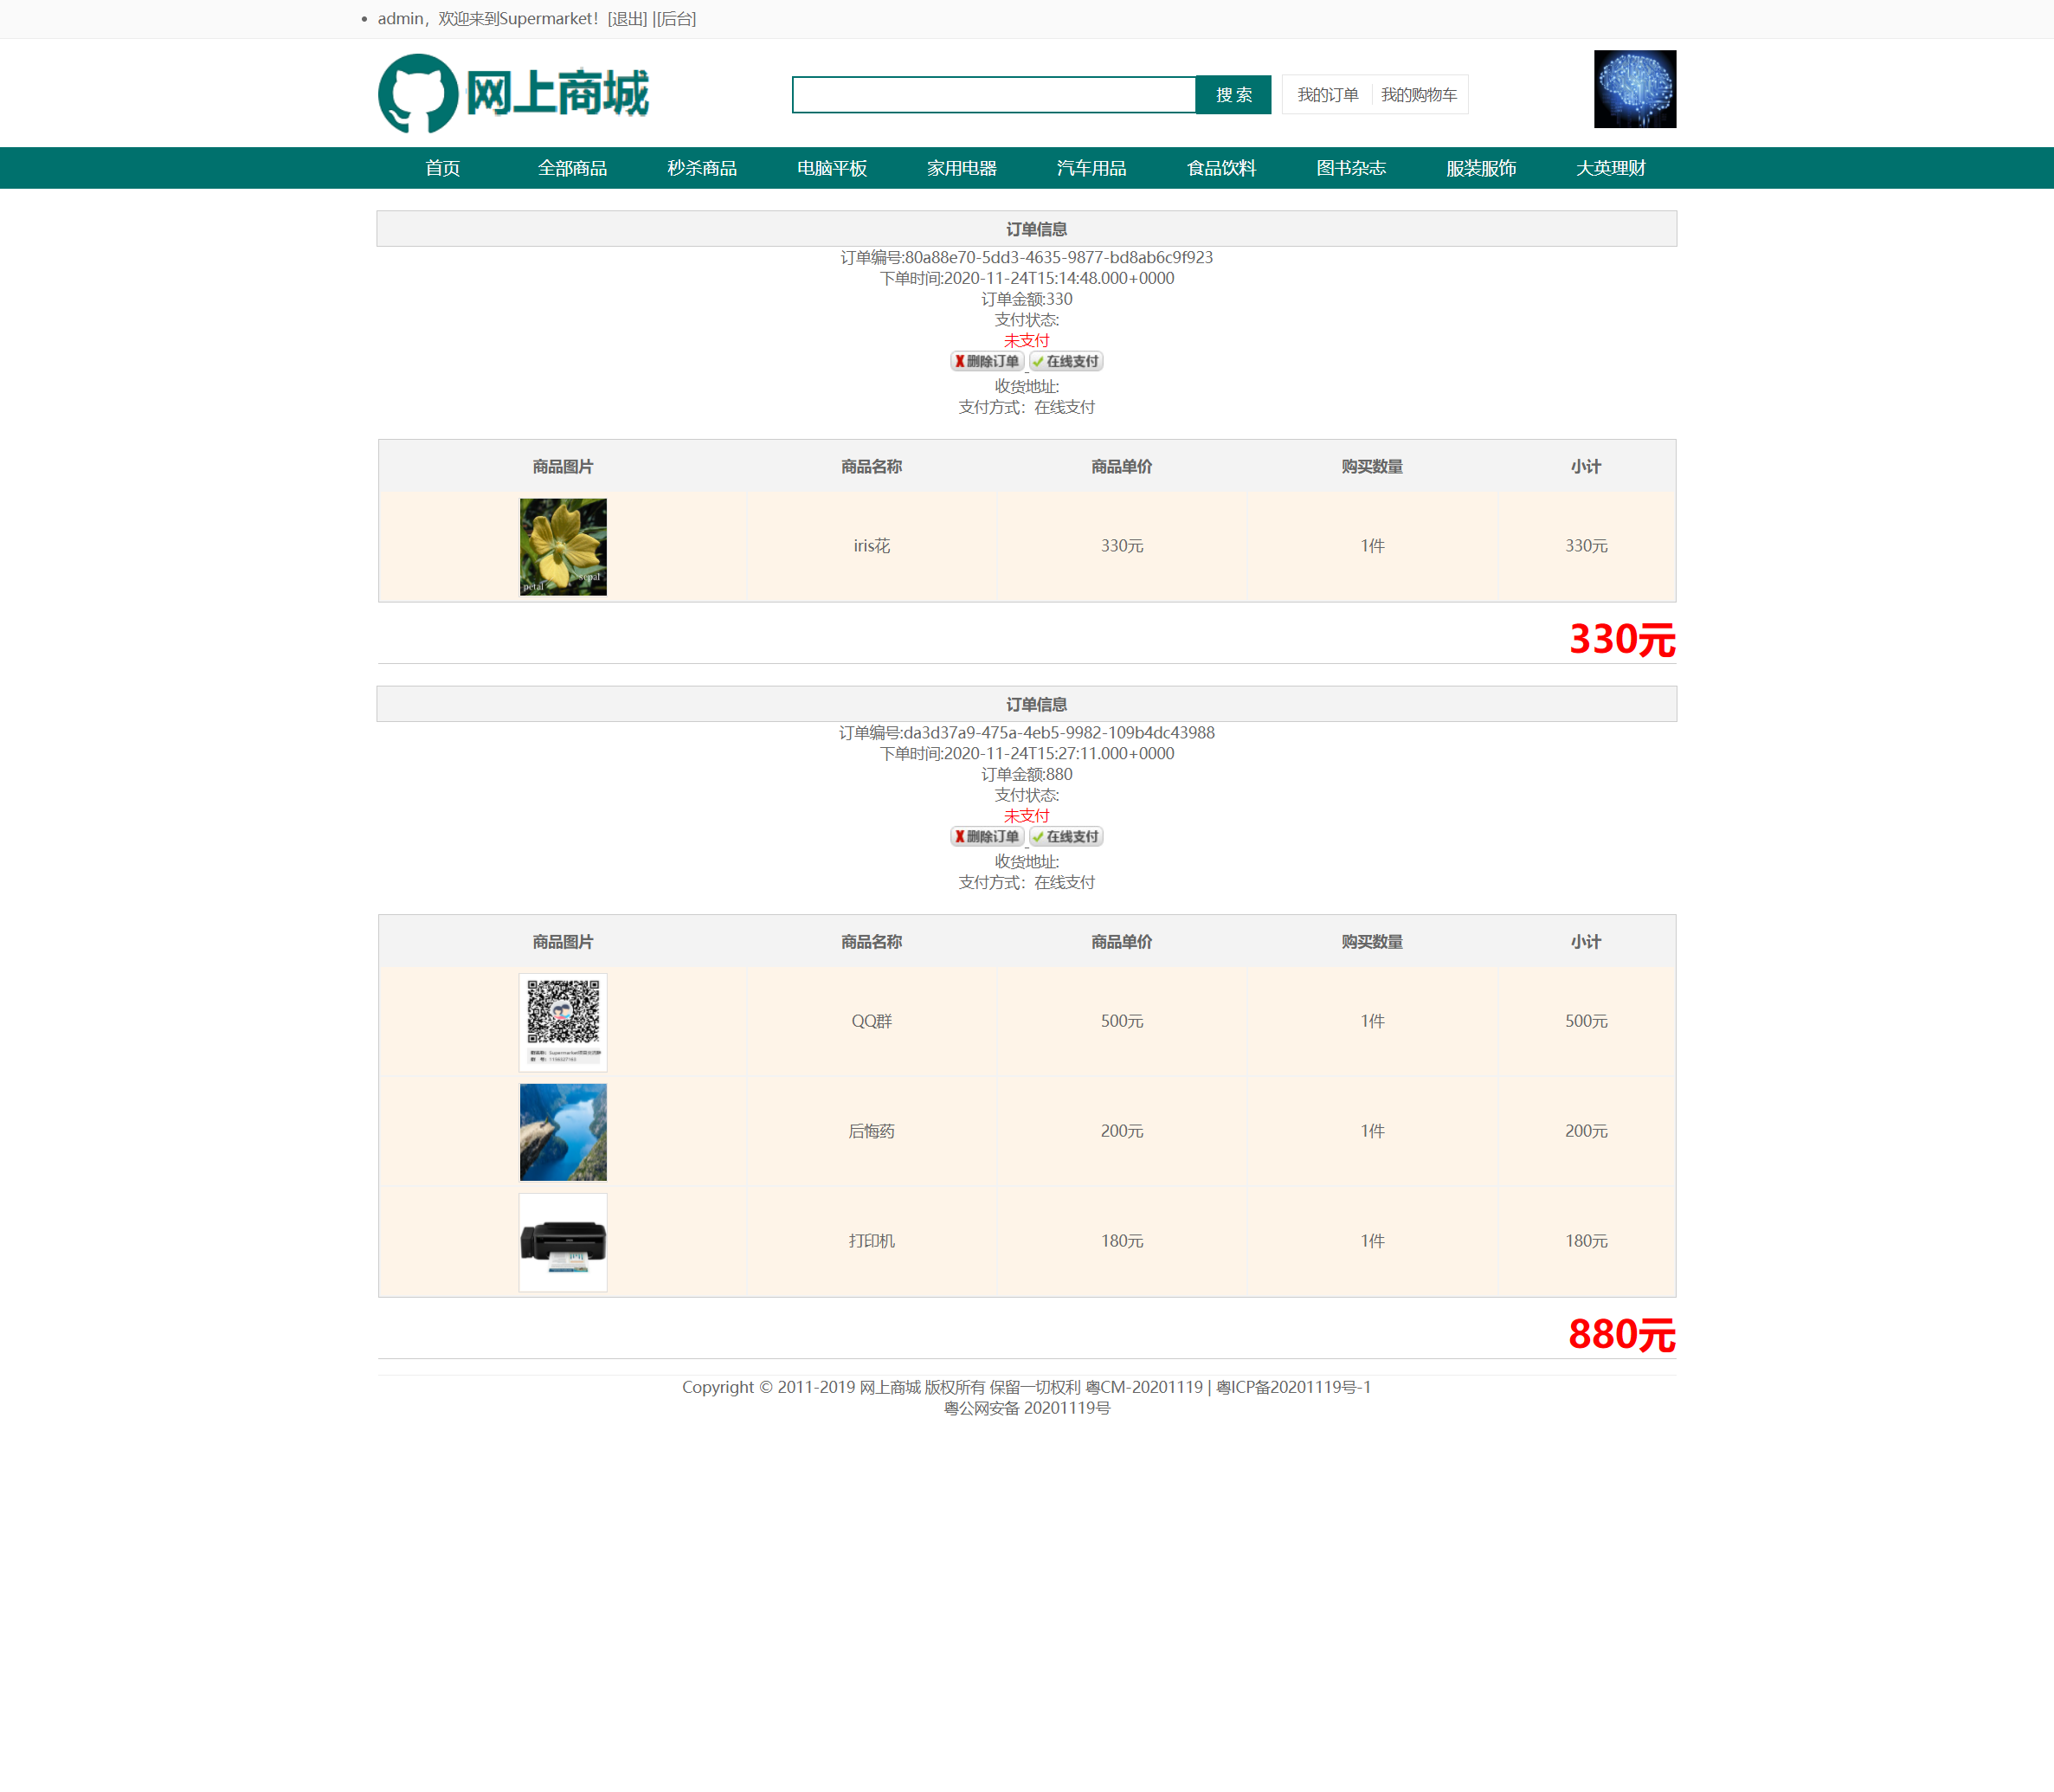 admin，欢迎来到Supermarket！[退出] |[后台]
网上商城
搜 索
我的订单 我的购物车
首页 全部商品 秒杀商品 电脑平板 家用电器 汽车用品 食品饮料 图书杂志 服装服饰 大英理财
订单信息
订单编号:80a88e70-5dd3-4635-9877-bd8ab6c9f923
下单时间:2020-11-24T15:14:48.000+0000
订单金额:330
支付状态:
未支付
删除订单 在线支付
收货地址:
支付方式：在线支付
商品图片 商品名称 商品单价 购买数量 小计
petal sepal
iris花 330元 1件 330元
330元
订单信息
订单编号:da3d37a9-475a-4eb5-9982-109b4dc43988
下单时间:2020-11-24T15:27:11.000+0000
订单金额:880
支付状态:
未支付
删除订单 在线支付
收货地址:
支付方式：在线支付
商品图片 商品名称 商品单价 购买数量 小计
QQ群 500元 1件 500元
后悔药 200元 1件 200元
打印机 180元 1件 180元
880元
Copyright © 2011-2019 网上商城 版权所有 保留一切权利 粤CM-20201119 | 粤ICP备20201119号-1
粤公网安备 20201119号